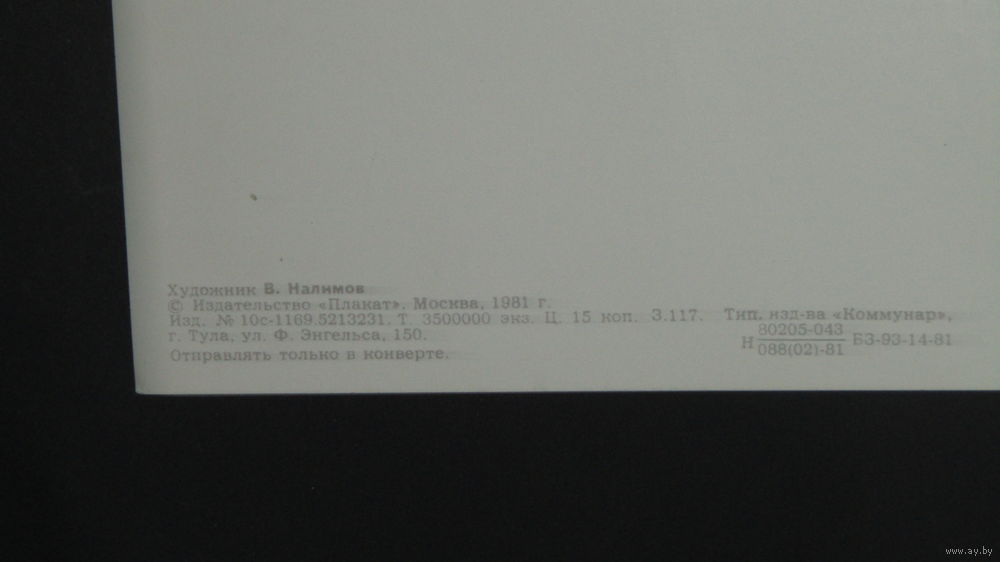 Художник В. Налимов
© Издательство «Плакат». Москва, 1981 г.
Изд. № 10с-1169.5213231. Т. 3500000 экз. Ц. 15 коп. З.117. Тип. изд-ва «Коммунар»,
г. Тула, ул. Ф. Энгельса, 150.
Отправлять только в конверте.
Н 80205-043
088(02)-81 БЗ-93-14-81
www.ay.by